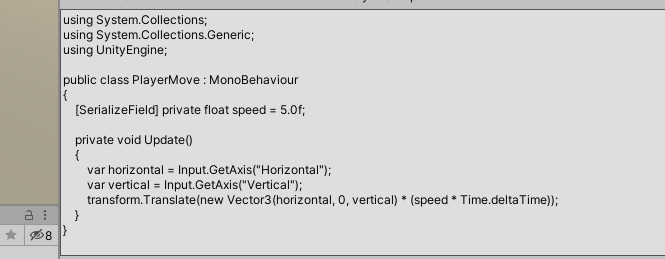 using System.Collections;
using System.Collections.Generic;
using UnityEngine;

public class PlayerMove : MonoBehaviour
{
    [SerializeField] private float speed = 5.0f;

    private void Update()
    {
        var horizontal = Input.GetAxis("Horizontal");
        var vertical = Input.GetAxis("Vertical");
        transform.Translate(new Vector3(horizontal, 0, vertical) * (speed * Time.deltaTime));
    }
}
8